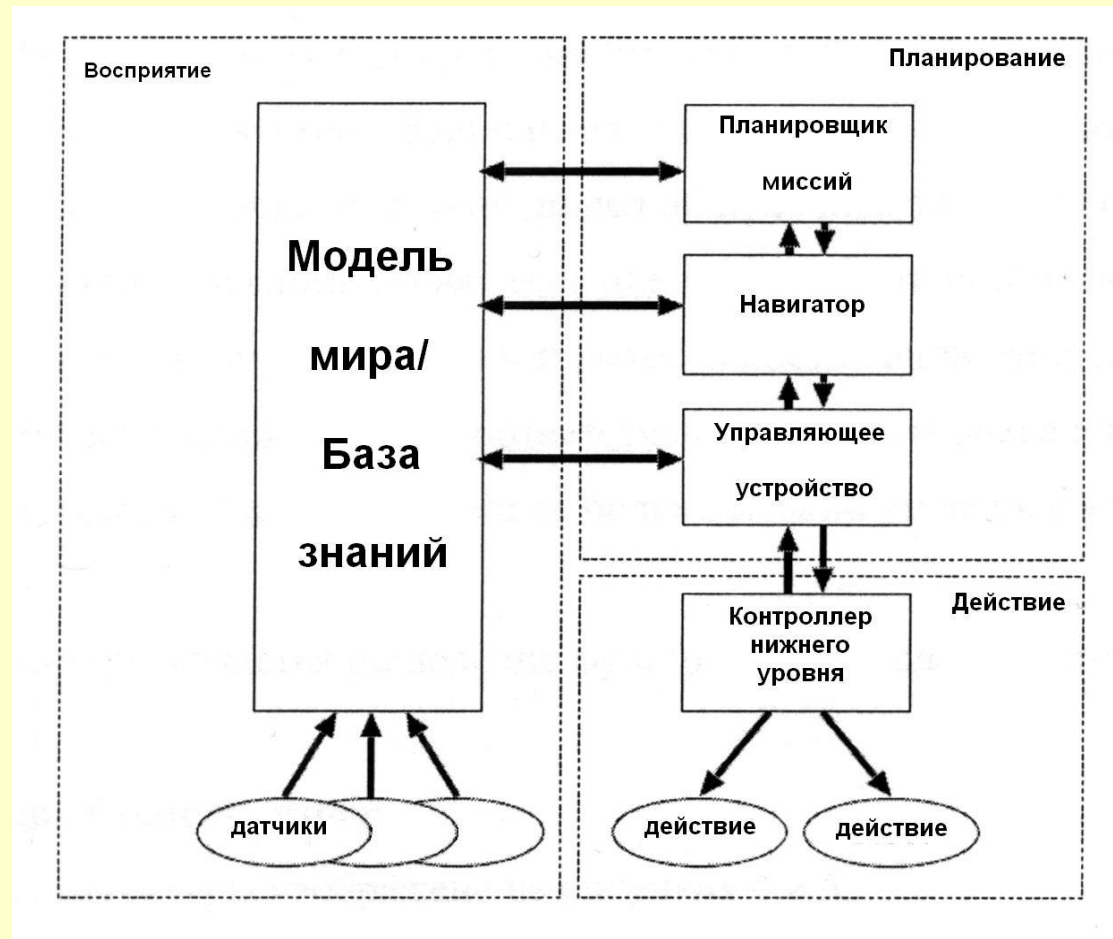 Восприятие
Планирование
Модель
мира/
База
знаний
Планировщик
миссий
Навигатор
Управляющее
устройство
Действие
Контроллер
нижнего
уровня
датчики
действие
действие